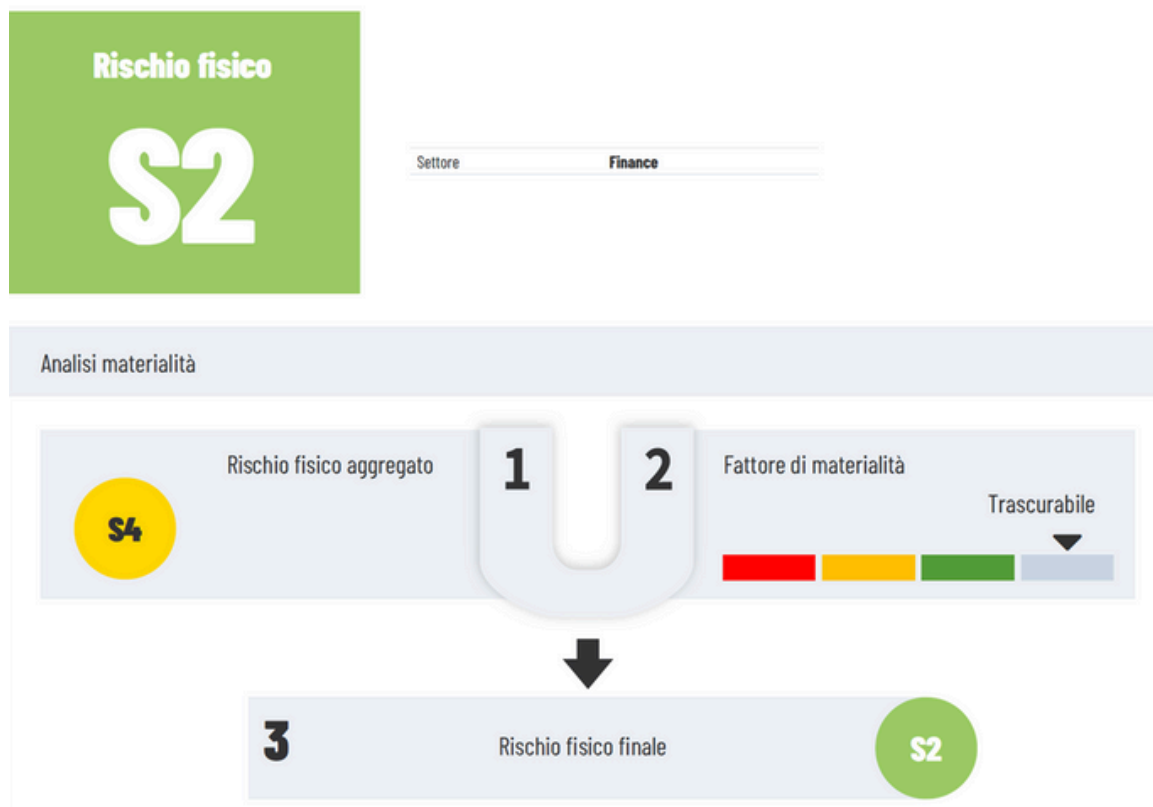 Rischio fisico
S2
Settore Finance
Analisi materialità
Rischio fisico aggregato
S4
1
2
Fattore di materialità
Trascurabile
3
Rischio fisico finale
S2